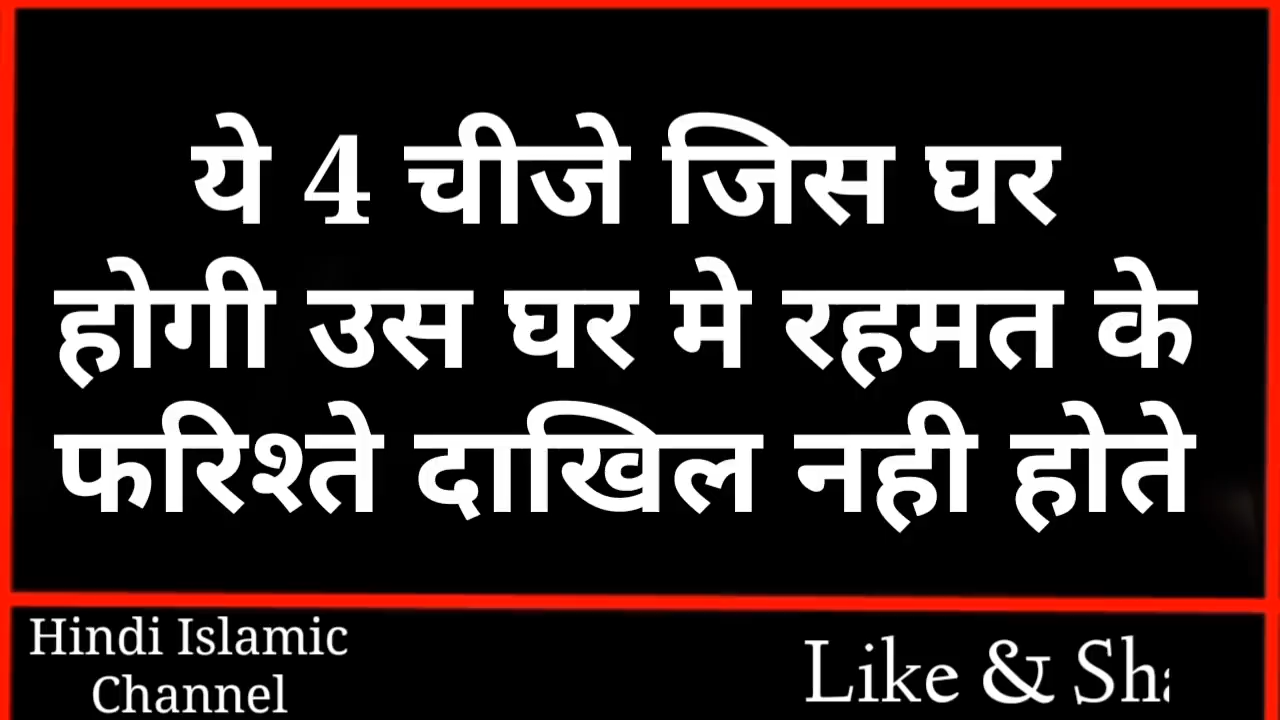 ये 4 चीजे जिस घर
होगी उस घर मे रहमत के
फरिश्ते दाखिल नही होते
Hindi Islamic
Channel
Like &